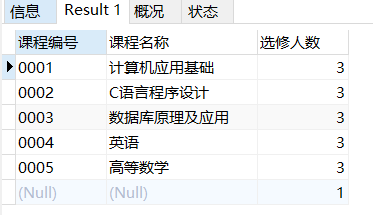 信息 Result 1 概况 状态
课程编号 课程名称 选修人数
0001 计算机应用基础 3
0002 C语言程序设计 3
0003 数据库原理及应用 3
0004 英语 3
0005 高等数学 3
(Null) (Null) 1